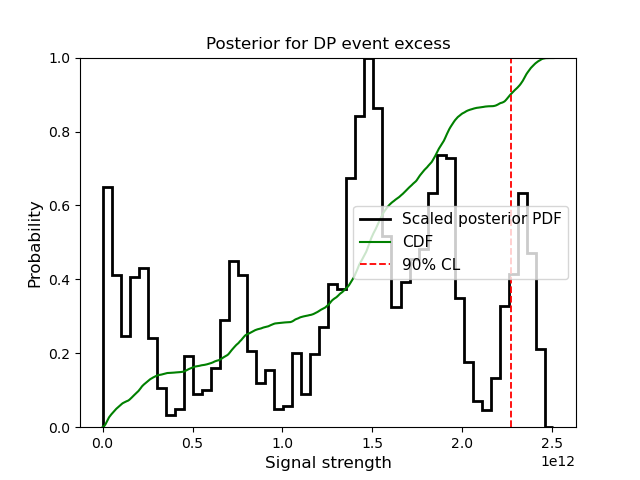 Posterior for DP event excess
Probability
1.0
0.8
0.6
0.4
0.2
0.0
Scaled posterior PDF
CDF
90% CL
0.0 0.5 1.0 1.5 2.0 2.5
1e12
Signal strength